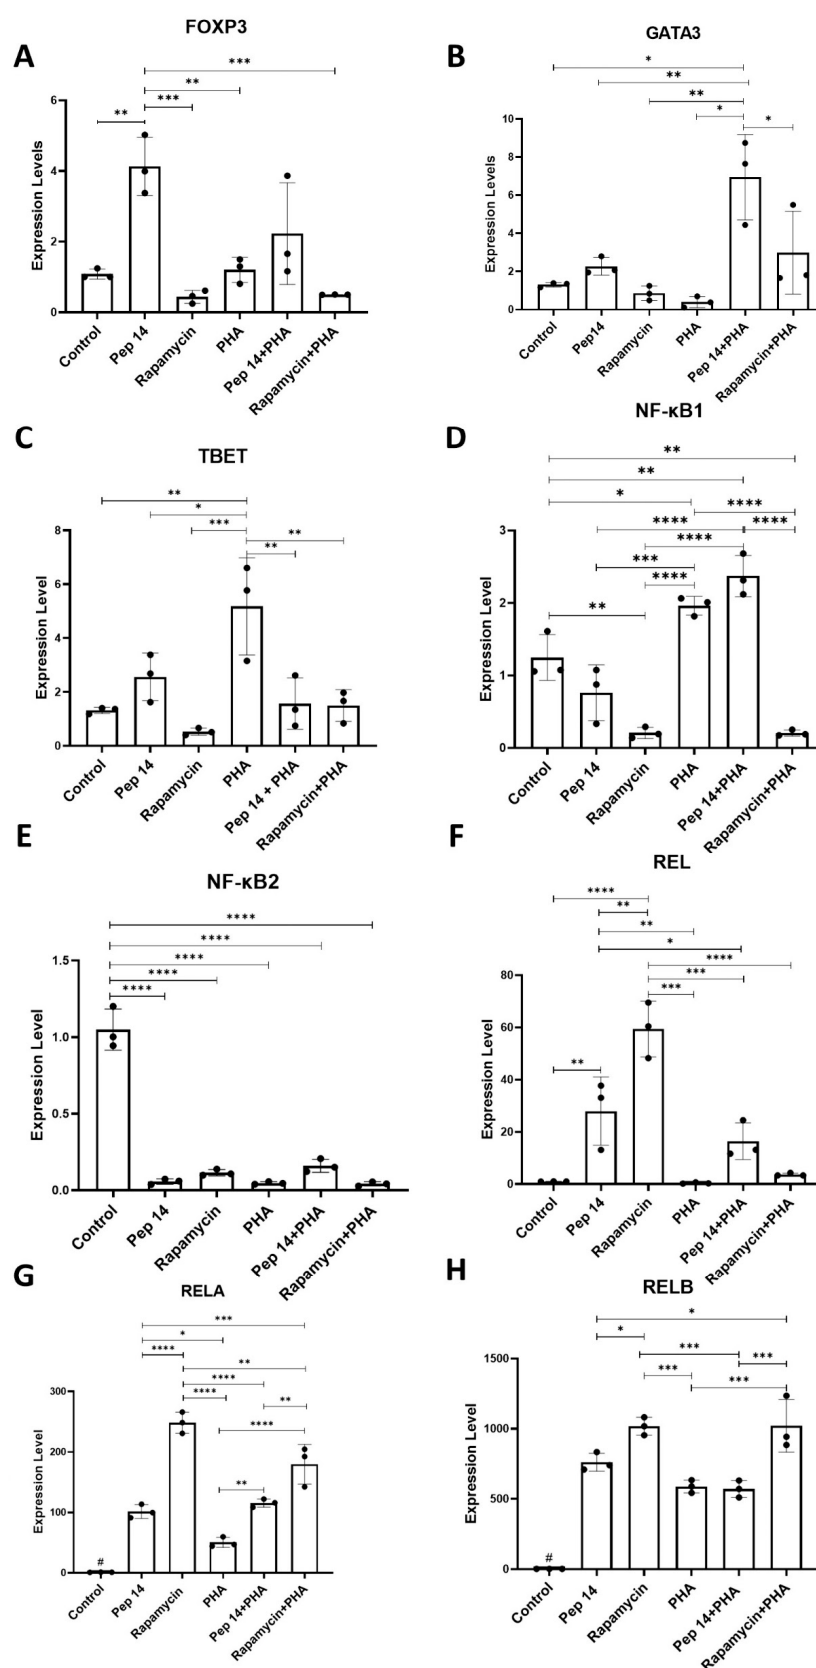 A
FOXP3
***
**
***
**
Expression Levels
6
4
2
0
Control
Pep 14
Rapamycin
PHA
Pep 14+PHA
Rapamycin+PHA
B
GATA3
*
**
**
*
*
Expression Levels
10
8
6
4
2
0
Control
Pep14
Rapamycin
PHA
Pep 14+PHA
Rapamycin+PHA
C
TBET
**
*
***
**
**
Expression Level
8
6
4
2
0
Control
Pep 14
Rapamycin
PHA
Pep 14 + PHA
Rapamycin+PHA
D
NF-κB1
**
**
*
****
****
****
****
***
****
**
Expression Level
3
2
1
0
Control
Pep 14
Rapamycin
PHA
Pep 14+PHA
Rapamycin+PHA
E
NF-κB2
****
****
****
****
****
Expression Level
1.5
1.0
0.5
0.0
Control
Pep 14
Rapamycin
PHA
Pep 14+PHA
Rapamycin+PHA
F
REL
****
**
**
*
****
***
***
**
Expression Level
80
60
40
20
0
Control
Pep 14
Rapamycin
PHA
Pep 14+PHA
Rapamycin+PHA
G
RELA
***
*
****
**
****
****
**
****
**
#
Expression Level
300
200
100
0
Control
Pep 14
Rapamycin
PHA
Pep 14+PHA
Rapamycin+PHA
H
RELB
*
*
***
***
***
***
#
Expression Level
1500
1000
500
0
Control
Pep 14
Rapamycin
PHA
Pep 14+PHA
Rapamycin+PHA